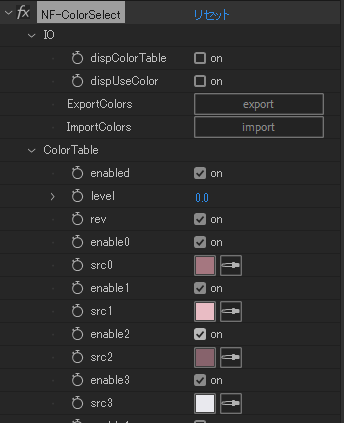 fx NF-ColorSelect リセット
IO
dispColorTable on
dispUseColor on
ExportColors export
ImportColors import
ColorTable
enabled on
level 0.0
rev on
enable0 on
src0
enable1 on
src1
enable2 on
src2
enable3 on
src3